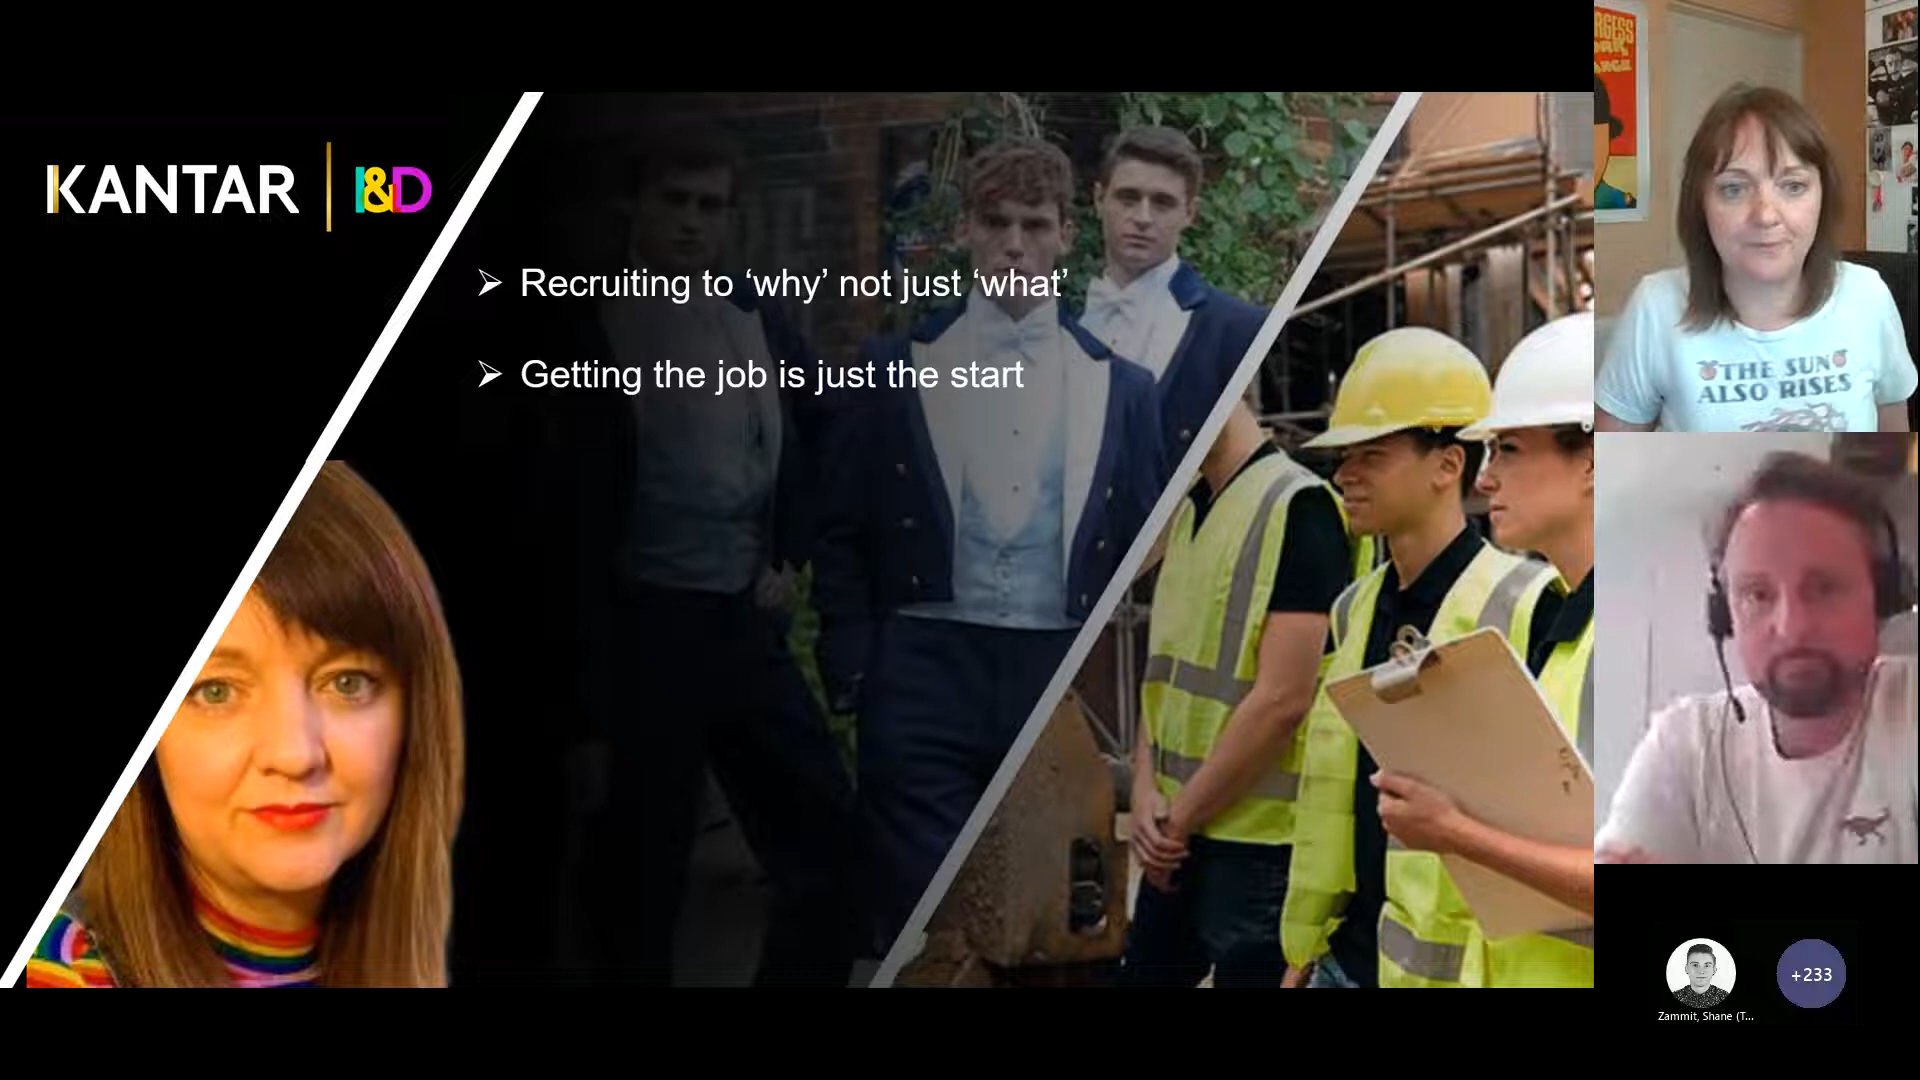 KANTAR I&D
➢ Recruiting to ‘why’ not just ‘what’
➢ Getting the job is just the start
RGESS
THE SUN
ALSO RISES
Zammit, Shane (T...
+233